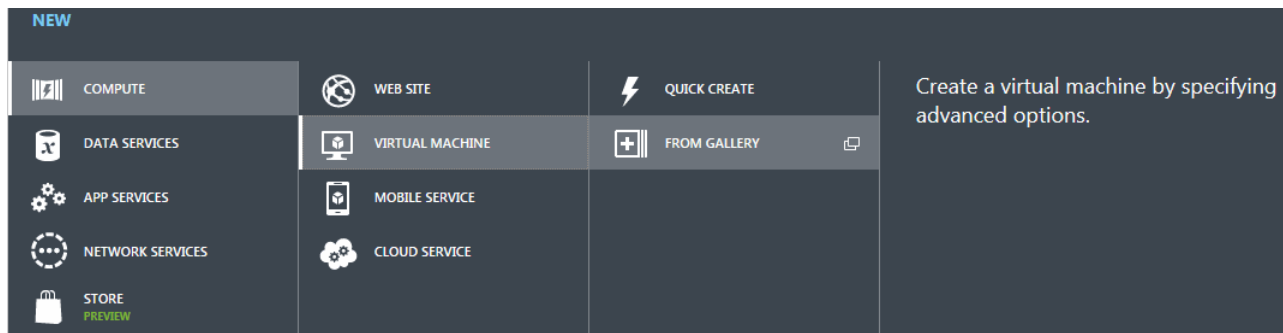 NEW
COMPUTE
DATA SERVICES
APP SERVICES
NETWORK SERVICES
STORE
PREVIEW
WEB SITE
VIRTUAL MACHINE
MOBILE SERVICE
CLOUD SERVICE
QUICK CREATE
FROM GALLERY
Create a virtual machine by specifying
advanced options.